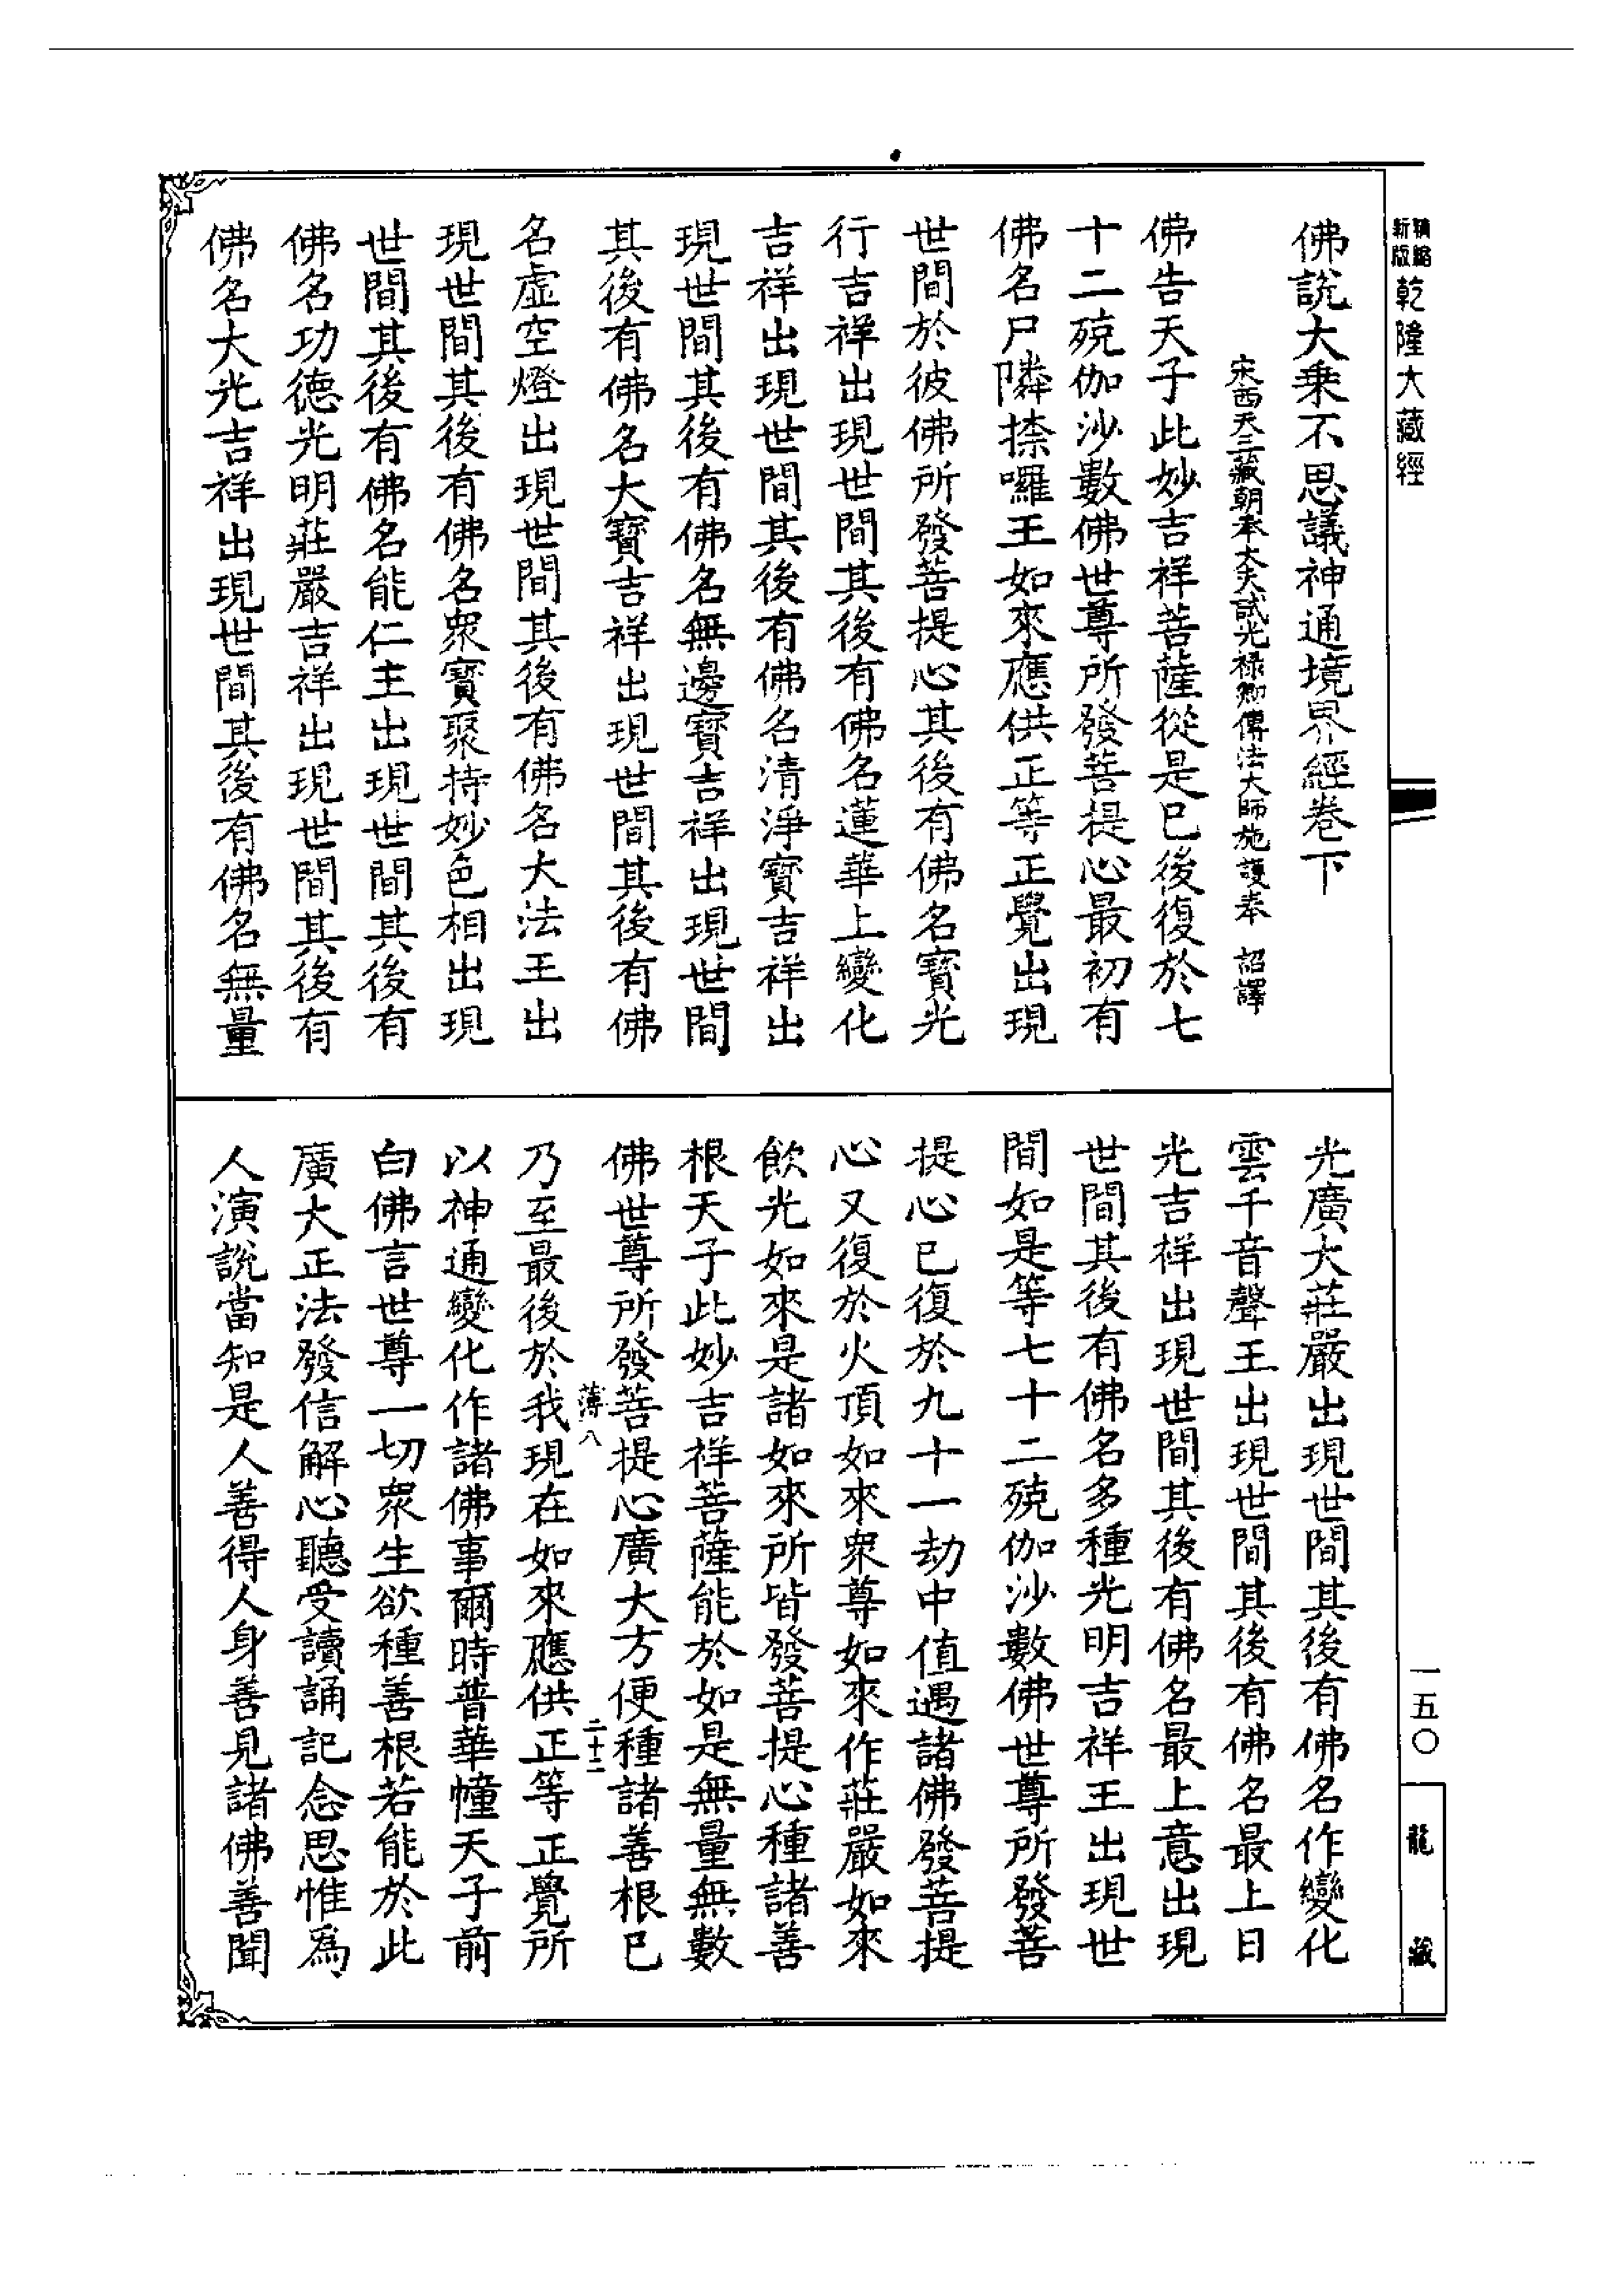 精縮新版乾隆大藏經
佛說大乗不思議神通境界經卷下
宋西天三藏朝奉大夫試光禄卿傳法大師施護奉 詔譯
佛告天子此妙吉祥菩薩從是已後復於七
十二殑伽沙數佛世尊所發菩提心最初有
佛名尸隣捺囉王如來應供正等正覺出現
世間於彼佛所發菩提心其後有佛名寶光
行吉祥出現世間其後有佛名蓮華上變化
吉祥出現世間其後有佛名清淨寶吉祥出
現世間其後有佛名無邊寶吉祥出現世間
其後有佛名大寶吉祥出現世間其後有佛
名虛空燈出現世間其後有佛名大法王出
現世間其後有佛名衆寶聚持妙色相出現
世間其後有佛名能仁主出現世間其後有
佛名功德光明莊嚴吉祥出現世間其後有
佛名大光吉祥出現世間其後有佛名無量
光廣大莊嚴出現世間其後有佛名作變化
雲千音聲王出現世間其後有佛名最上日
光吉祥出現世間其後有佛名最上意出現
世間其後有佛名多種光明吉祥王出現世
間如是等七十二殑伽沙數佛世尊所發菩
提心已復於九十一劫中值遇諸佛發菩提
心又復於火頂如來衆尊如來作莊嚴如來
飲光如來是諸如來所皆發菩提心種諸善
根天子此妙吉祥菩薩能於如是無量無數
佛世尊所發菩提心廣大方便種諸善根已
薄八 二十二
乃至最後於我現在如來應供正等正覺所
以神通變化作諸佛事爾時普華幢天子前
白佛言世尊一切衆生欲種善根若能於此
廣大正法發信解心聽受讀誦記念思惟爲
人演說當知是人善得人身善見諸佛善聞
一五〇
龍藏